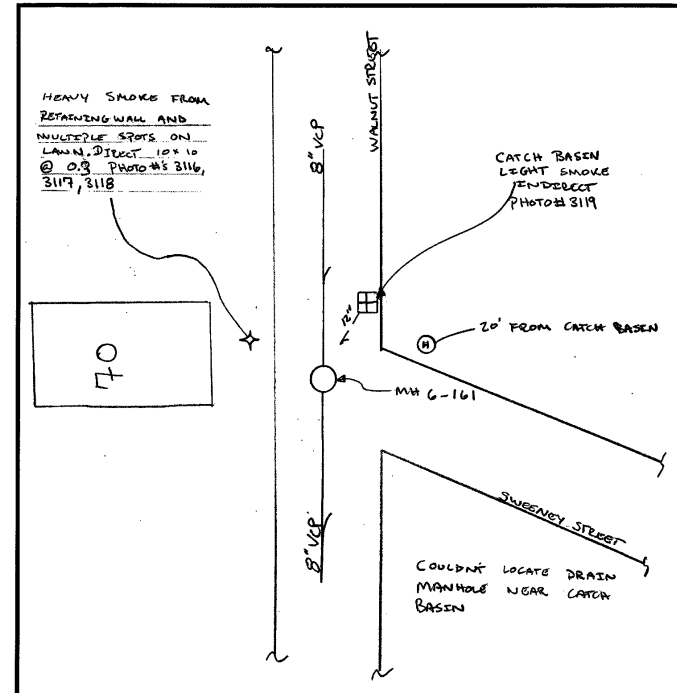 HEAVY SMOKE FROM
RETAINING WALL AND
MULTIPLE SPOTS ON
LAWN. DIRECT 10 x 10
@ 0.3 PHOTO #'S 3116,
3117, 3118
8" VCP
WALNUT STREET
CATCH BASIN
LIGHT SMOKE
INDIRECT
PHOTO# 3119
12"
H
20' FROM CATCH BASIN
70
MH 6-161
8" VCP
SWEENEY STREET
COULDN'T LOCATE DRAIN
MANHOLE NEAR CATCH
BASIN